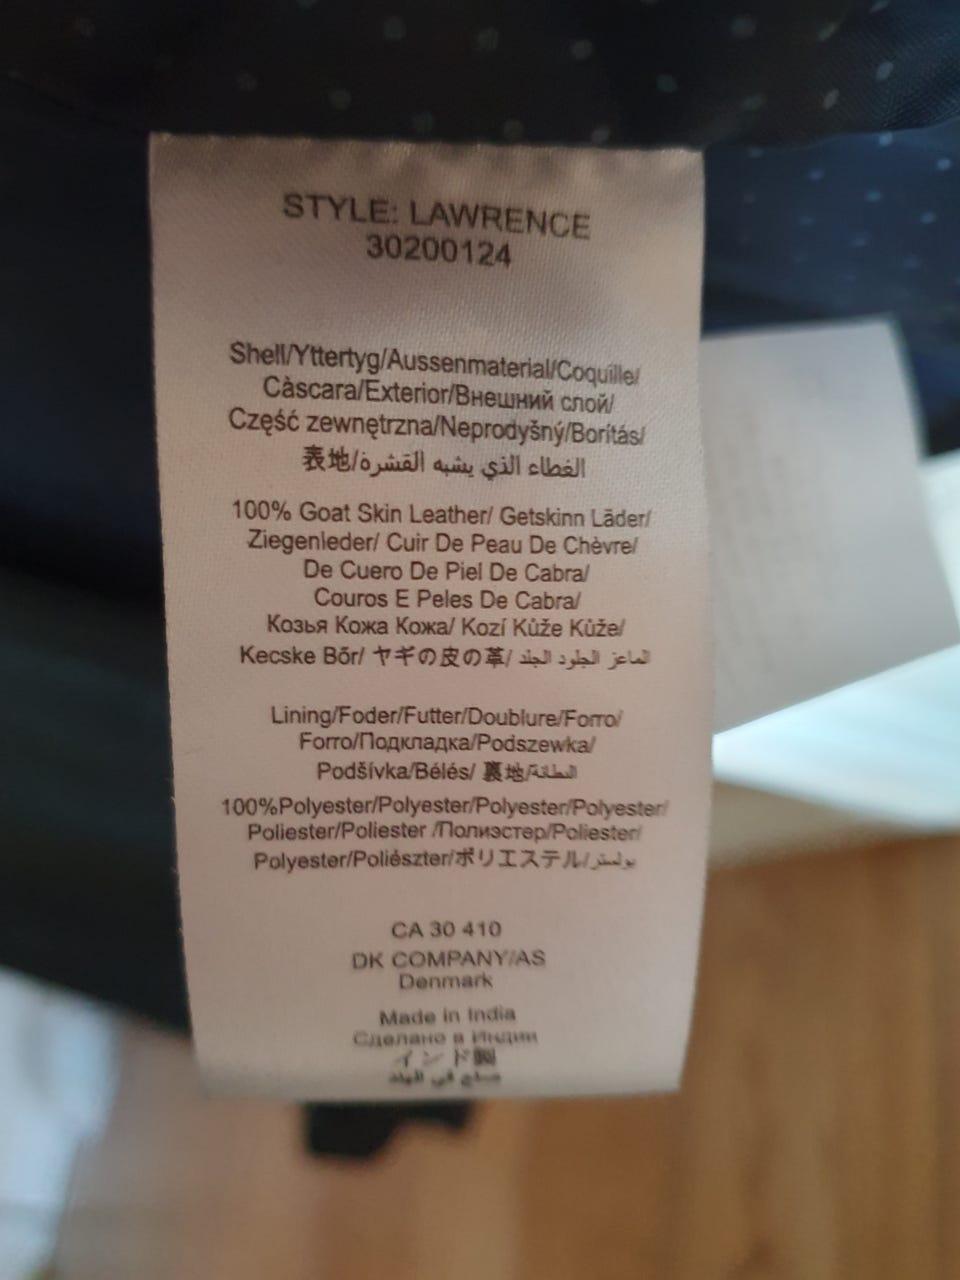 STYLE: LAWRENCE
30200124
Shell/Yttertyg/Aussenmaterial/Coquille/
Càscara/Exterior/Внешний слой/
Część zewnętrzna/Neprodyšný/Borítás/
表地/الغطاء الذي يشبه القشرة
100% Goat Skin Leather/ Getskinn Läder/
Ziegenleder/ Cuir De Peau De Chèvre/
De Cuero De Piel De Cabra/
Couros E Peles De Cabra/
Козья Кожа Кожа/ Kozí Kůže Kůže/
Kecske Bőr/ ヤギの皮の革/ الماعز الجلود الجلد
Lining/Foder/Futter/Doublure/Forro/
Forro/Подкладка/Podszewka/
Podšívka/Bélés/ 裏地/البطانة
100%Polyester/Polyester/Polyester/Polyester/
Poliester/Poliester /Полиэстер/Poliester/
Polyester/Poliészter/ポリエステル/بولستر
CA 30 410
DK COMPANY/AS
Denmark
Made in India
Сделано в Индии
インド製